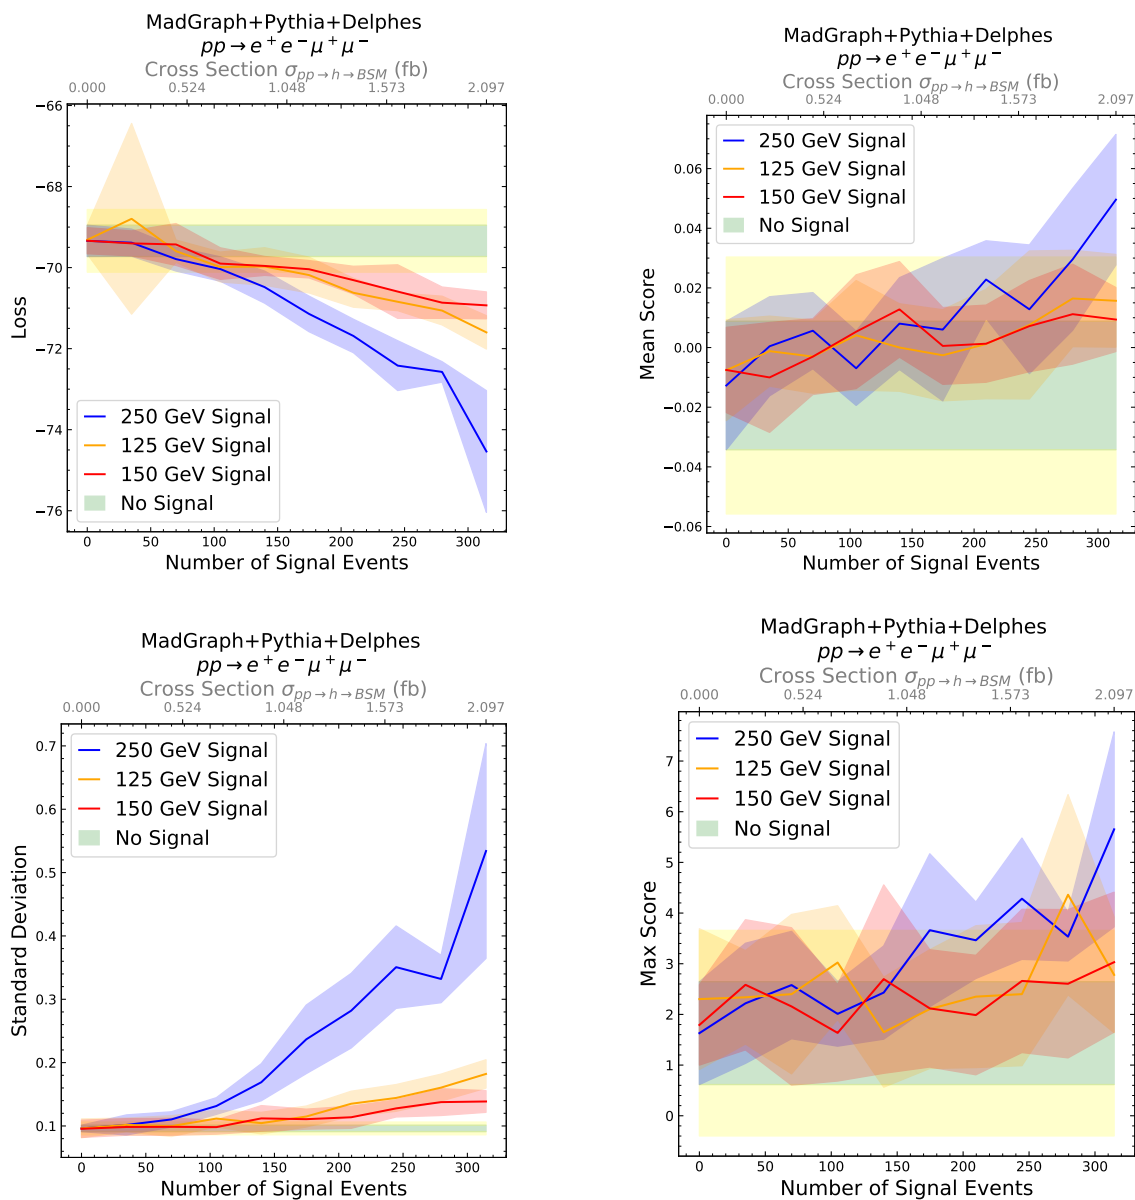 MadGraph+Pythia+Delphes
pp → e⁺e⁻μ⁺μ⁻
Cross Section σ_{pp→h→BSM} (fb)
0.000 0.524 1.048 1.573 2.097
−66
−68
−70
−72
−74
−76
Loss
250 GeV Signal
125 GeV Signal
150 GeV Signal
No Signal
0 50 100 150 200 250 300
Number of Signal Events
MadGraph+Pythia+Delphes
pp → e⁺e⁻μ⁺μ⁻
Cross Section σ_{pp→h→BSM} (fb)
0.000 0.524 1.048 1.573 2.097
250 GeV Signal
125 GeV Signal
150 GeV Signal
No Signal
0.06
0.04
0.02
0.00
−0.02
−0.04
−0.06
Mean Score
0 50 100 150 200 250 300
Number of Signal Events
MadGraph+Pythia+Delphes
pp → e⁺e⁻μ⁺μ⁻
Cross Section σ_{pp→h→BSM} (fb)
0.000 0.524 1.048 1.573 2.097
250 GeV Signal
125 GeV Signal
150 GeV Signal
No Signal
0.7
0.6
0.5
0.4
0.3
0.2
0.1
Standard Deviation
0 50 100 150 200 250 300
Number of Signal Events
MadGraph+Pythia+Delphes
pp → e⁺e⁻μ⁺μ⁻
Cross Section σ_{pp→h→BSM} (fb)
0.000 0.524 1.048 1.573 2.097
250 GeV Signal
125 GeV Signal
150 GeV Signal
No Signal
7
6
5
4
3
2
1
0
Max Score
0 50 100 150 200 250 300
Number of Signal Events